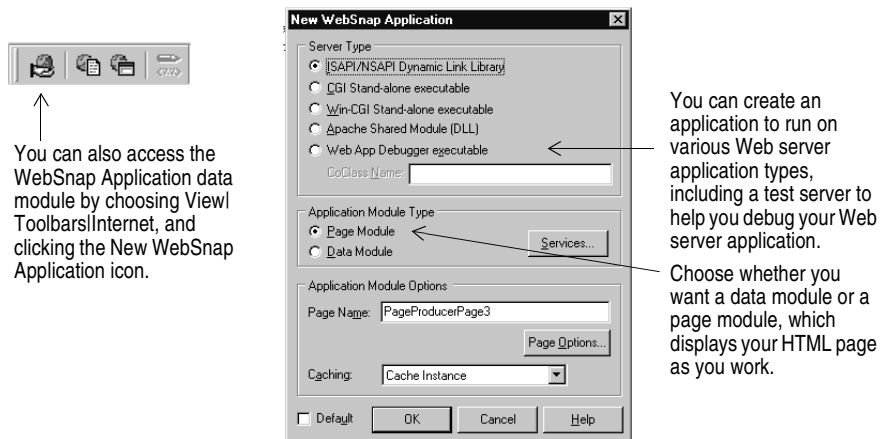 You can also access the
WebSnap Application data
module by choosing View|
Toolbars|Internet, and
clicking the New WebSnap
Application icon.
New WebSnap Application
Server Type
ISAPI/NSAPI Dynamic Link Library
CGI Stand-alone executable
Win-CGI Stand-alone executable
Apache Shared Module (DLL)
Web App Debugger executable
CoClass Name:
Application Module Type
Page Module
Data Module
Services...
Application Module Options
Page Name: PageProducerPage3
Page Options...
Caching: Cache Instance
Default OK Cancel Help
You can create an
application to run on
various Web server
application types,
including a test server to
help you debug your Web
server application.
Choose whether you
want a data module or a
page module, which
displays your HTML page
as you work.